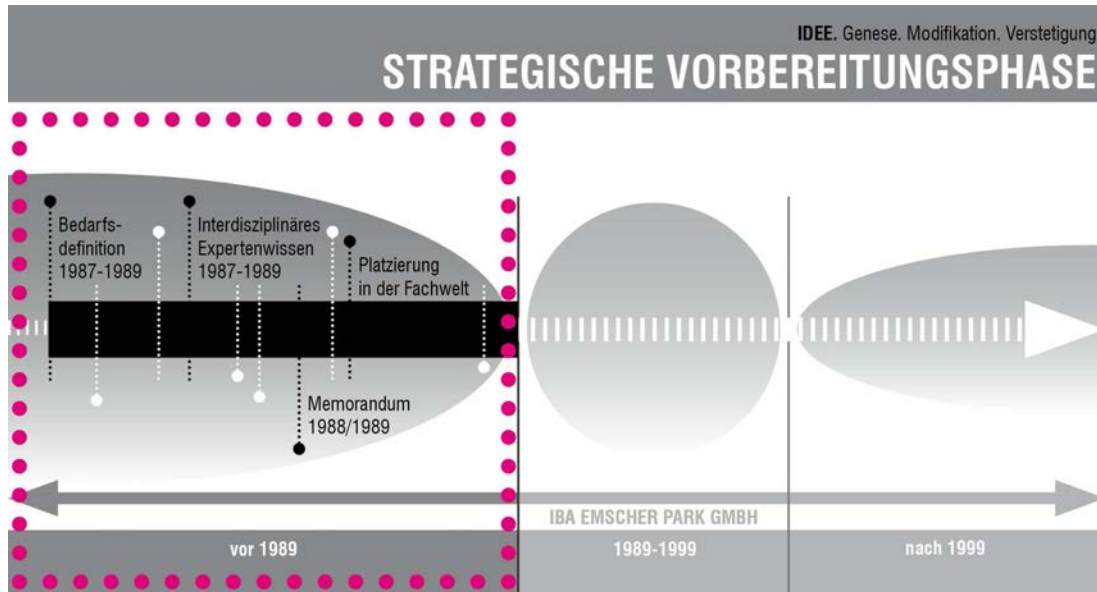 IDEE. Genese. Modifikation. Verstetigung
STRATEGISCHE VORBEREITUNGSPHASE
Bedarfs-
definition
1987-1989
Interdisziplinäres
Expertenwissen
1987-1989
Platzierung
in der Fachwelt
Memorandum
1988/1989
IBA EMSCHER PARK GMBH
vor 1989
1989-1999
nach 1999